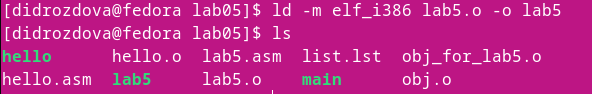 [didrozdova@fedora lab05]$ ld -m elf_i386 lab5.o -o lab5
[didrozdova@fedora lab05]$ ls
hello      hello.o  lab5.asm  list.lst  obj_for_lab5.o
hello.asm  lab5     lab5.o    main      obj.o